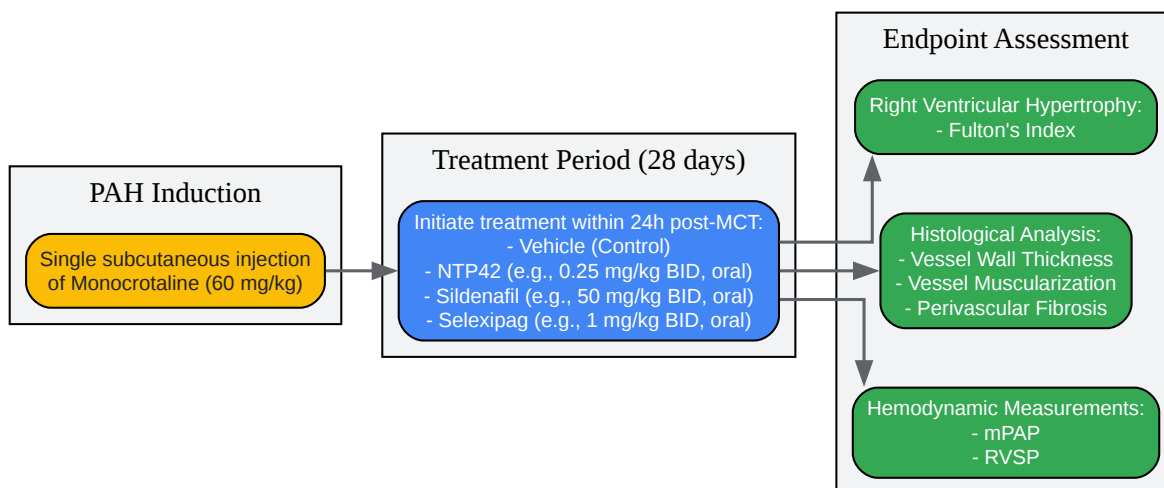 PAH Induction
Single subcutaneous injection
of Monocrotaline (60 mg/kg)
Treatment Period (28 days)
Initiate treatment within 24h post-MCT:
- Vehicle (Control)
- NTP42 (e.g., 0.25 mg/kg BID, oral)
- Sildenafil (e.g., 50 mg/kg BID, oral)
- Selexipag (e.g., 1 mg/kg BID, oral)
Endpoint Assessment
Right Ventricular Hypertrophy:
- Fulton's Index
Histological Analysis:
- Vessel Wall Thickness
- Vessel Muscularization
- Perivascular Fibrosis
Hemodynamic Measurements:
- mPAP
- RVSP